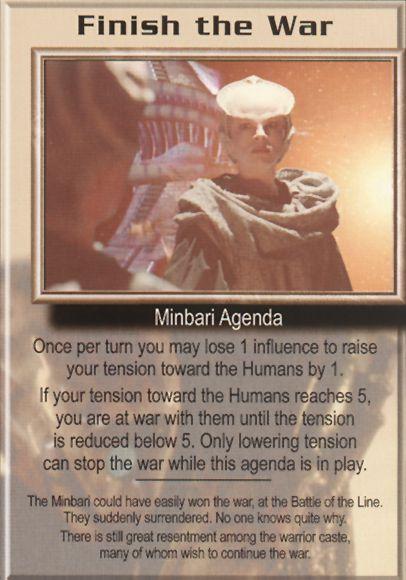 Finish the War
Minbari Agenda
Once per turn you may lose 1 influence to raise
your tension toward the Humans by 1.
If your tension toward the Humans reaches 5,
you are at war with them until the tension
is reduced below 5. Only lowering tension
can stop the war while this agenda is in play.
The Minbari could have easily won the war, at the Battle of the Line.
They suddenly surrendered. No one knows quite why.
There is still great resentment among the warrior caste,
many of whom wish to continue the war.